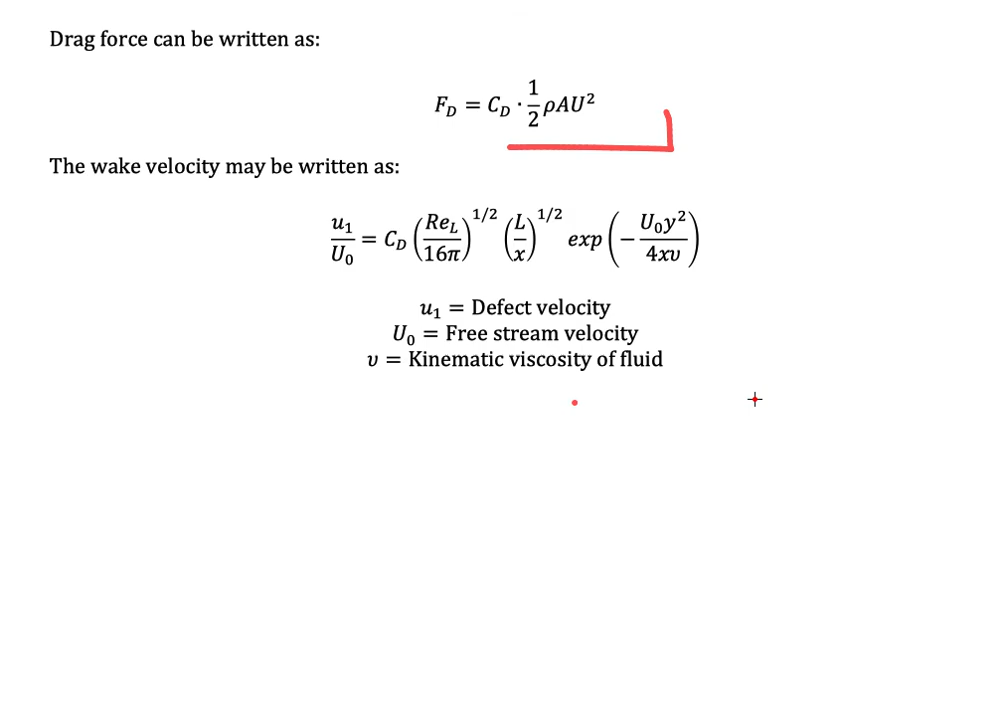 Drag force can be written as:
F_D = C_D · 1/2 ρAU²
The wake velocity may be written as:
u₁/U₀ = C_D (Re_L/16π)^1/2 (L/x)^1/2 exp(−U₀y²/4xυ)
u₁ = Defect velocity
U₀ = Free stream velocity
υ = Kinematic viscosity of fluid